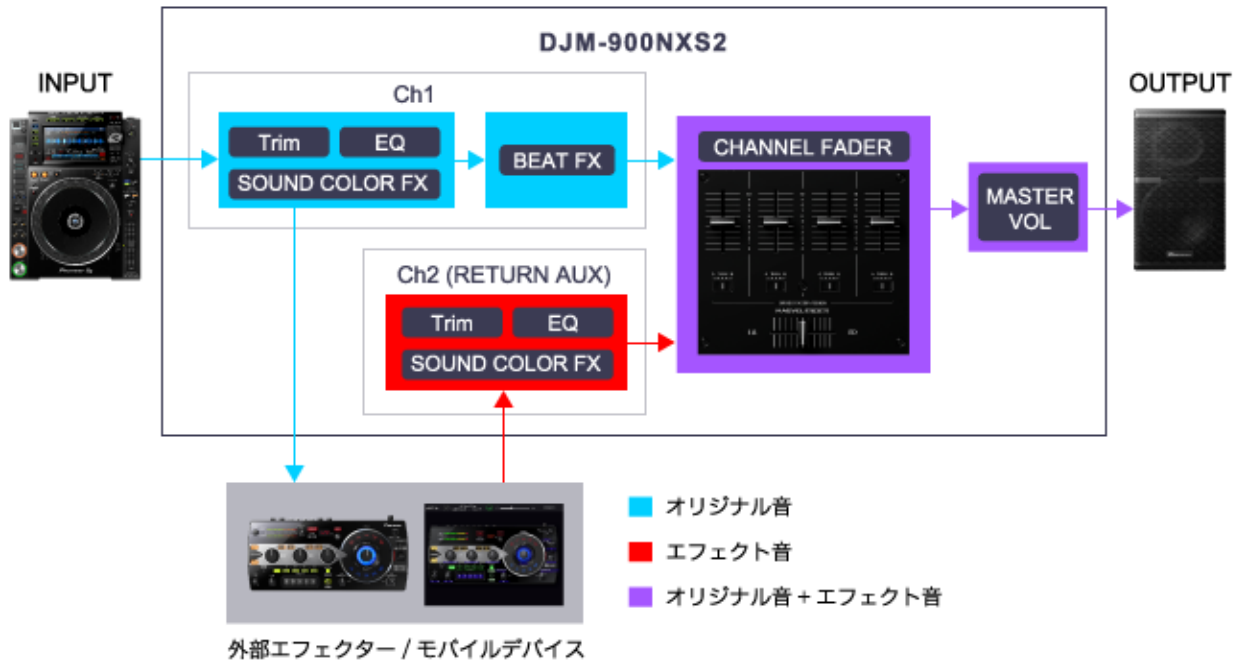 DJM-900NXS2
INPUT
OUTPUT
Ch1
Trim
EQ
SOUND COLOR FX
BEAT FX
CHANNEL FADER
MASTER
VOL
Ch2 (RETURN AUX)
Trim
EQ
SOUND COLOR FX
オリジナル音
エフェクト音
オリジナル音 + エフェクト音
外部エフェクター / モバイルデバイス